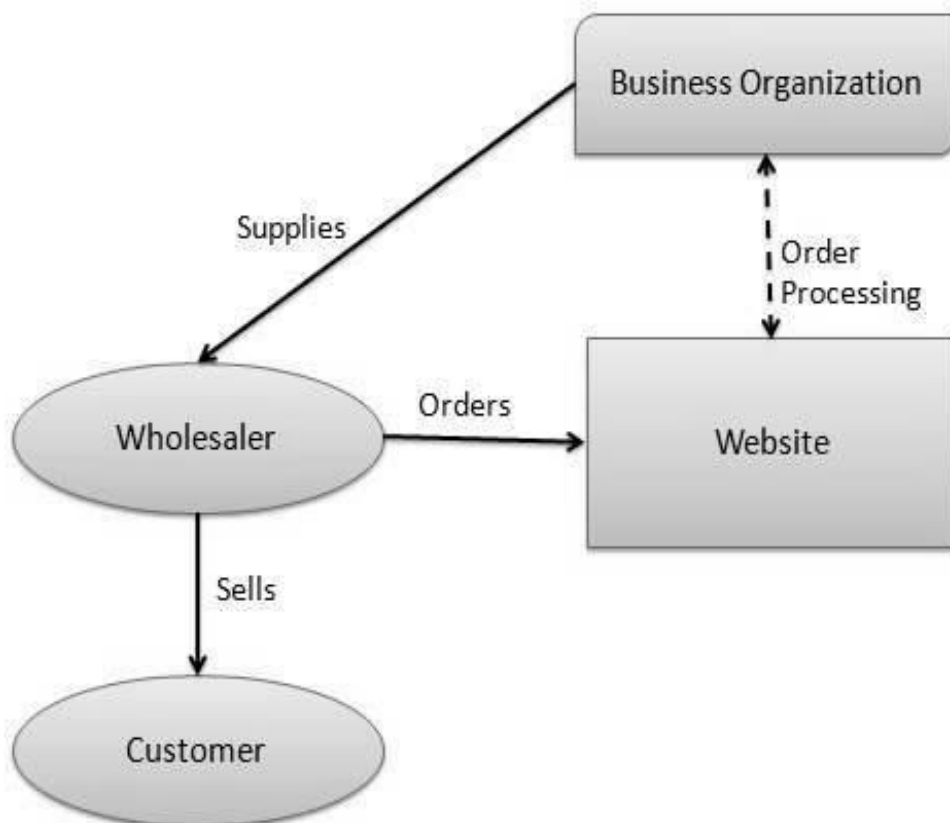 Business Organization
Supplies
Order
Processing
Wholesaler
Orders
Website
Sells
Customer